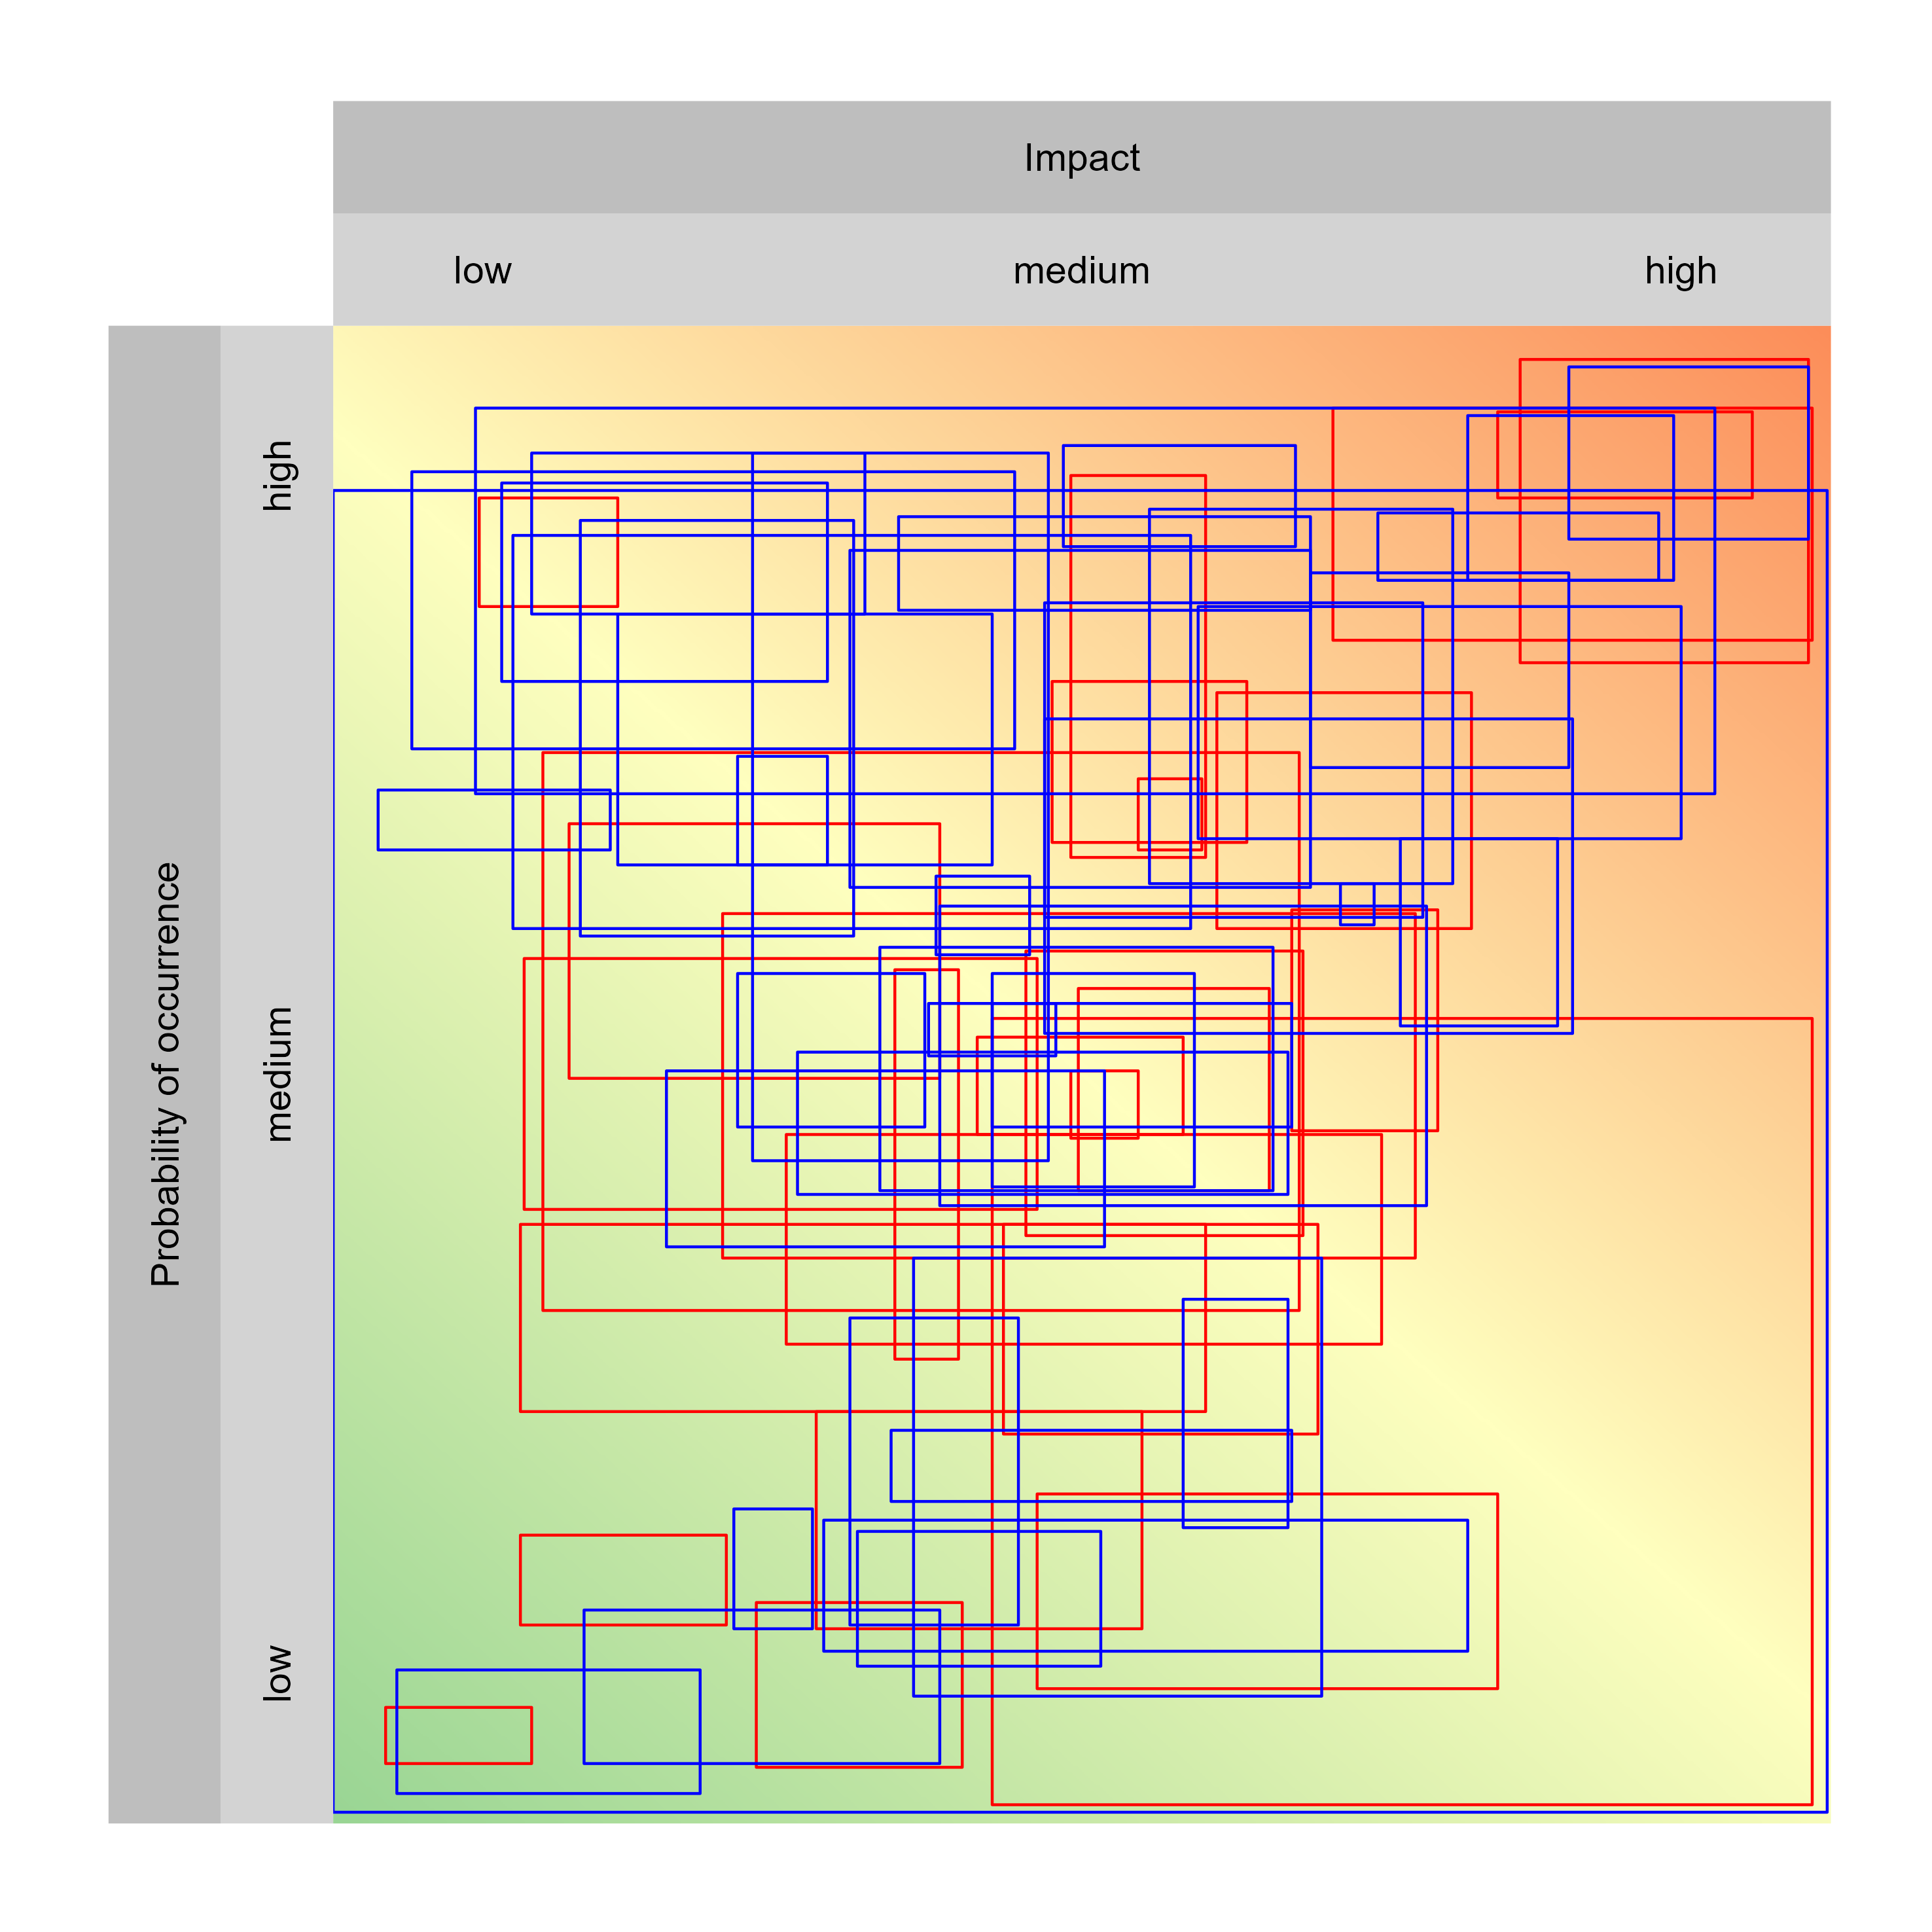 Impact
low medium high
Probability of occurrence
high
medium
low